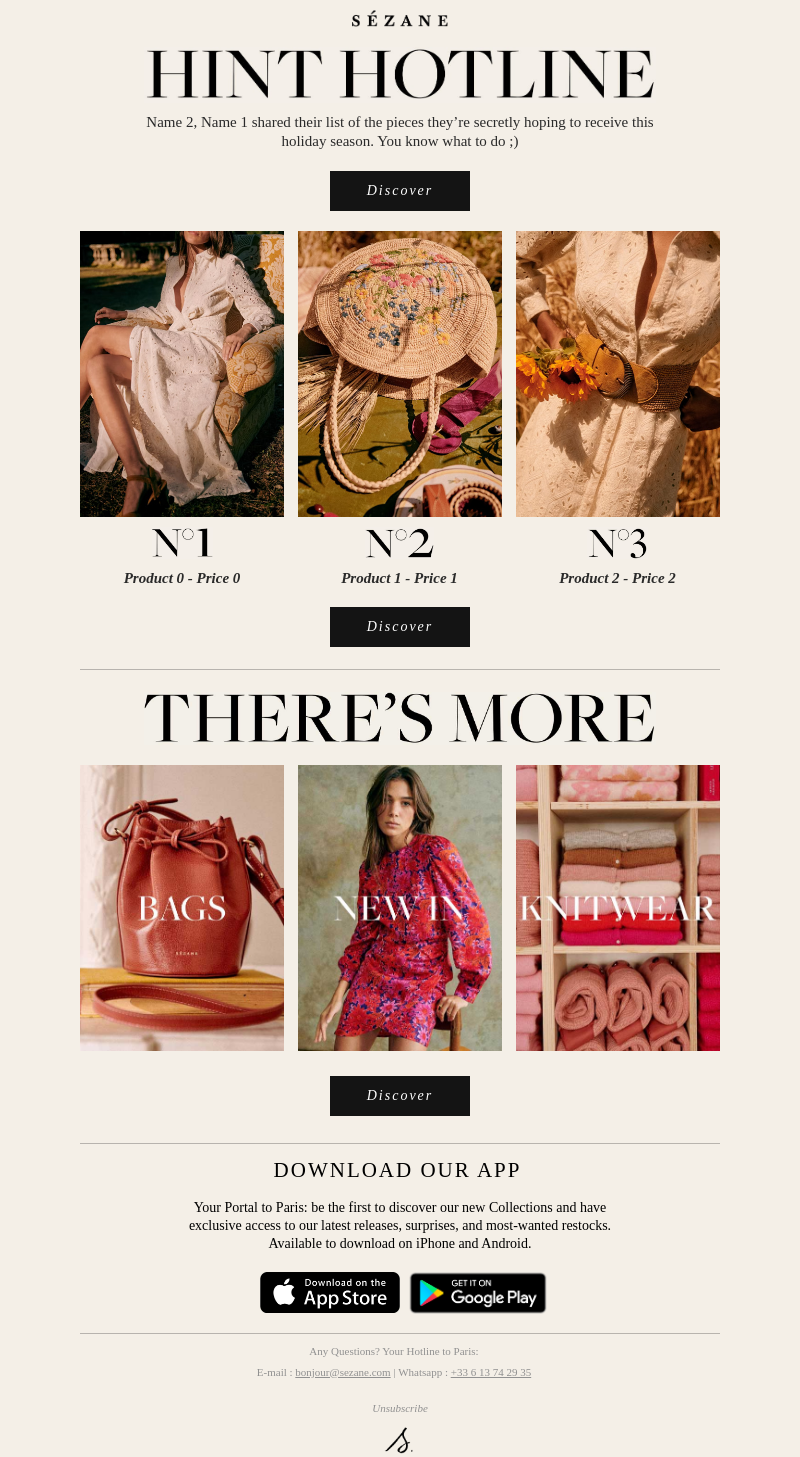 SÉZANE
HINT HOTLINE
Name 2, Name 1 shared their list of the pieces they’re secretly hoping to receive this
holiday season. You know what to do ;)
Discover
N°1
N°2
N°3
Product 0 - Price 0
Product 1 - Price 1
Product 2 - Price 2
Discover
THERE’S MORE
BAGS
SÉZANE
NEW IN
KNITWEAR
Discover
DOWNLOAD OUR APP
Your Portal to Paris: be the first to discover our new Collections and have
exclusive access to our latest releases, surprises, and most-wanted restocks.
Available to download on iPhone and Android.
Download on the
App Store
GET IT ON
Google Play
Any Questions? Your Hotline to Paris:
E-mail : bonjour@sezane.com | Whatsapp : +33 6 13 74 29 35
Unsubscribe
S.